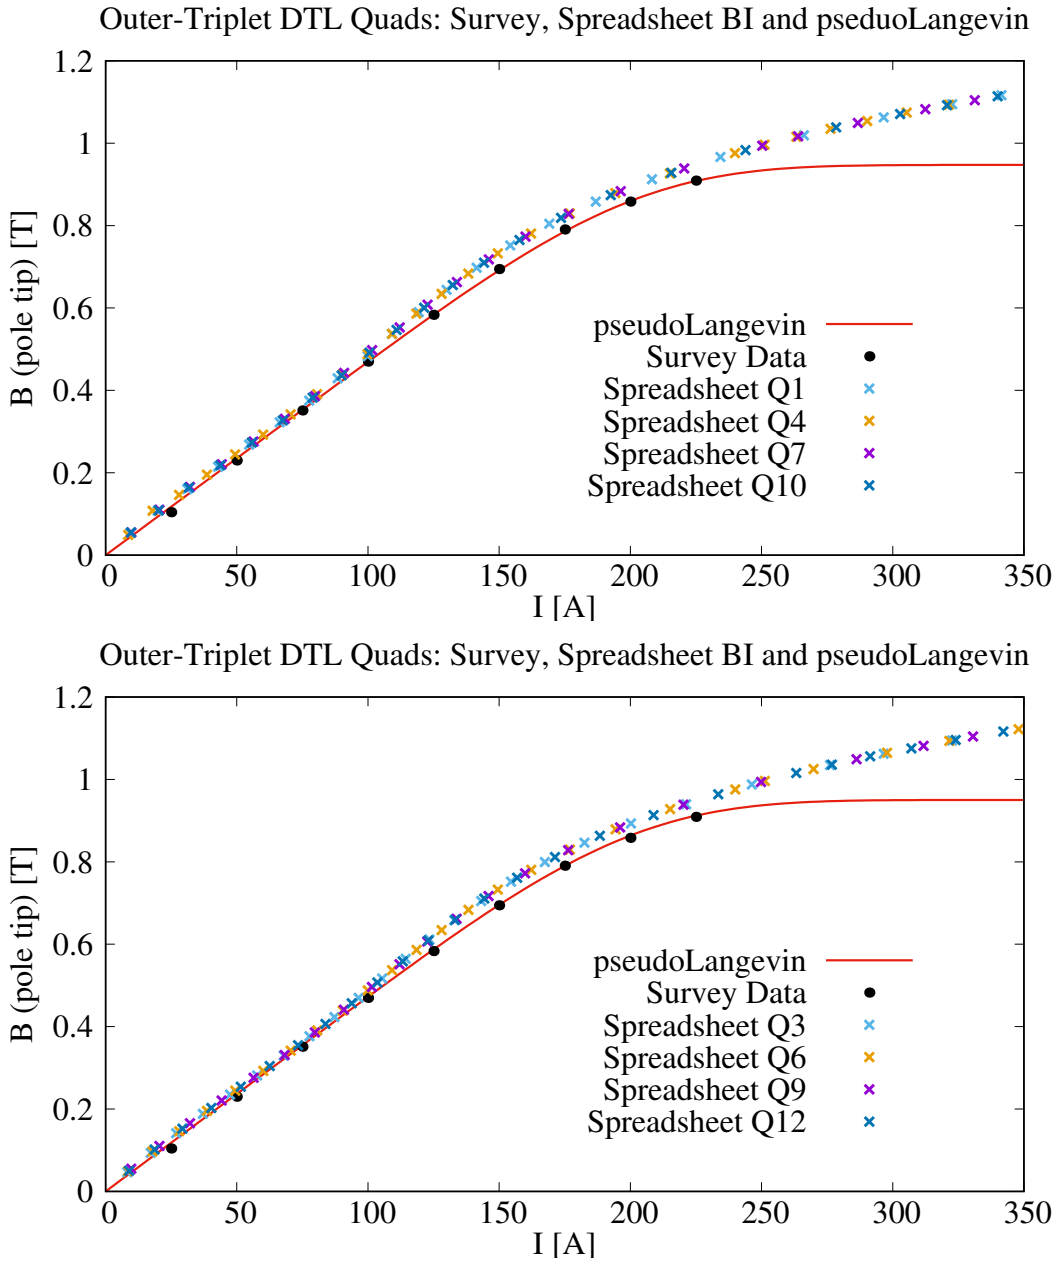 Outer-Triplet DTL Quads: Survey, Spreadsheet BI and pseduoLangevin
1.2
1
0.8
0.6
0.4
0.2
0
B (pole tip) [T]
pseudoLangevin
Survey Data
Spreadsheet Q1
Spreadsheet Q4
Spreadsheet Q7
Spreadsheet Q10
0 50 100 150 200 250 300 350
I [A]
Outer-Triplet DTL Quads: Survey, Spreadsheet BI and pseudoLangevin
1.2
1
0.8
0.6
0.4
0.2
0
B (pole tip) [T]
pseudoLangevin
Survey Data
Spreadsheet Q3
Spreadsheet Q6
Spreadsheet Q9
Spreadsheet Q12
0 50 100 150 200 250 300 350
I [A]